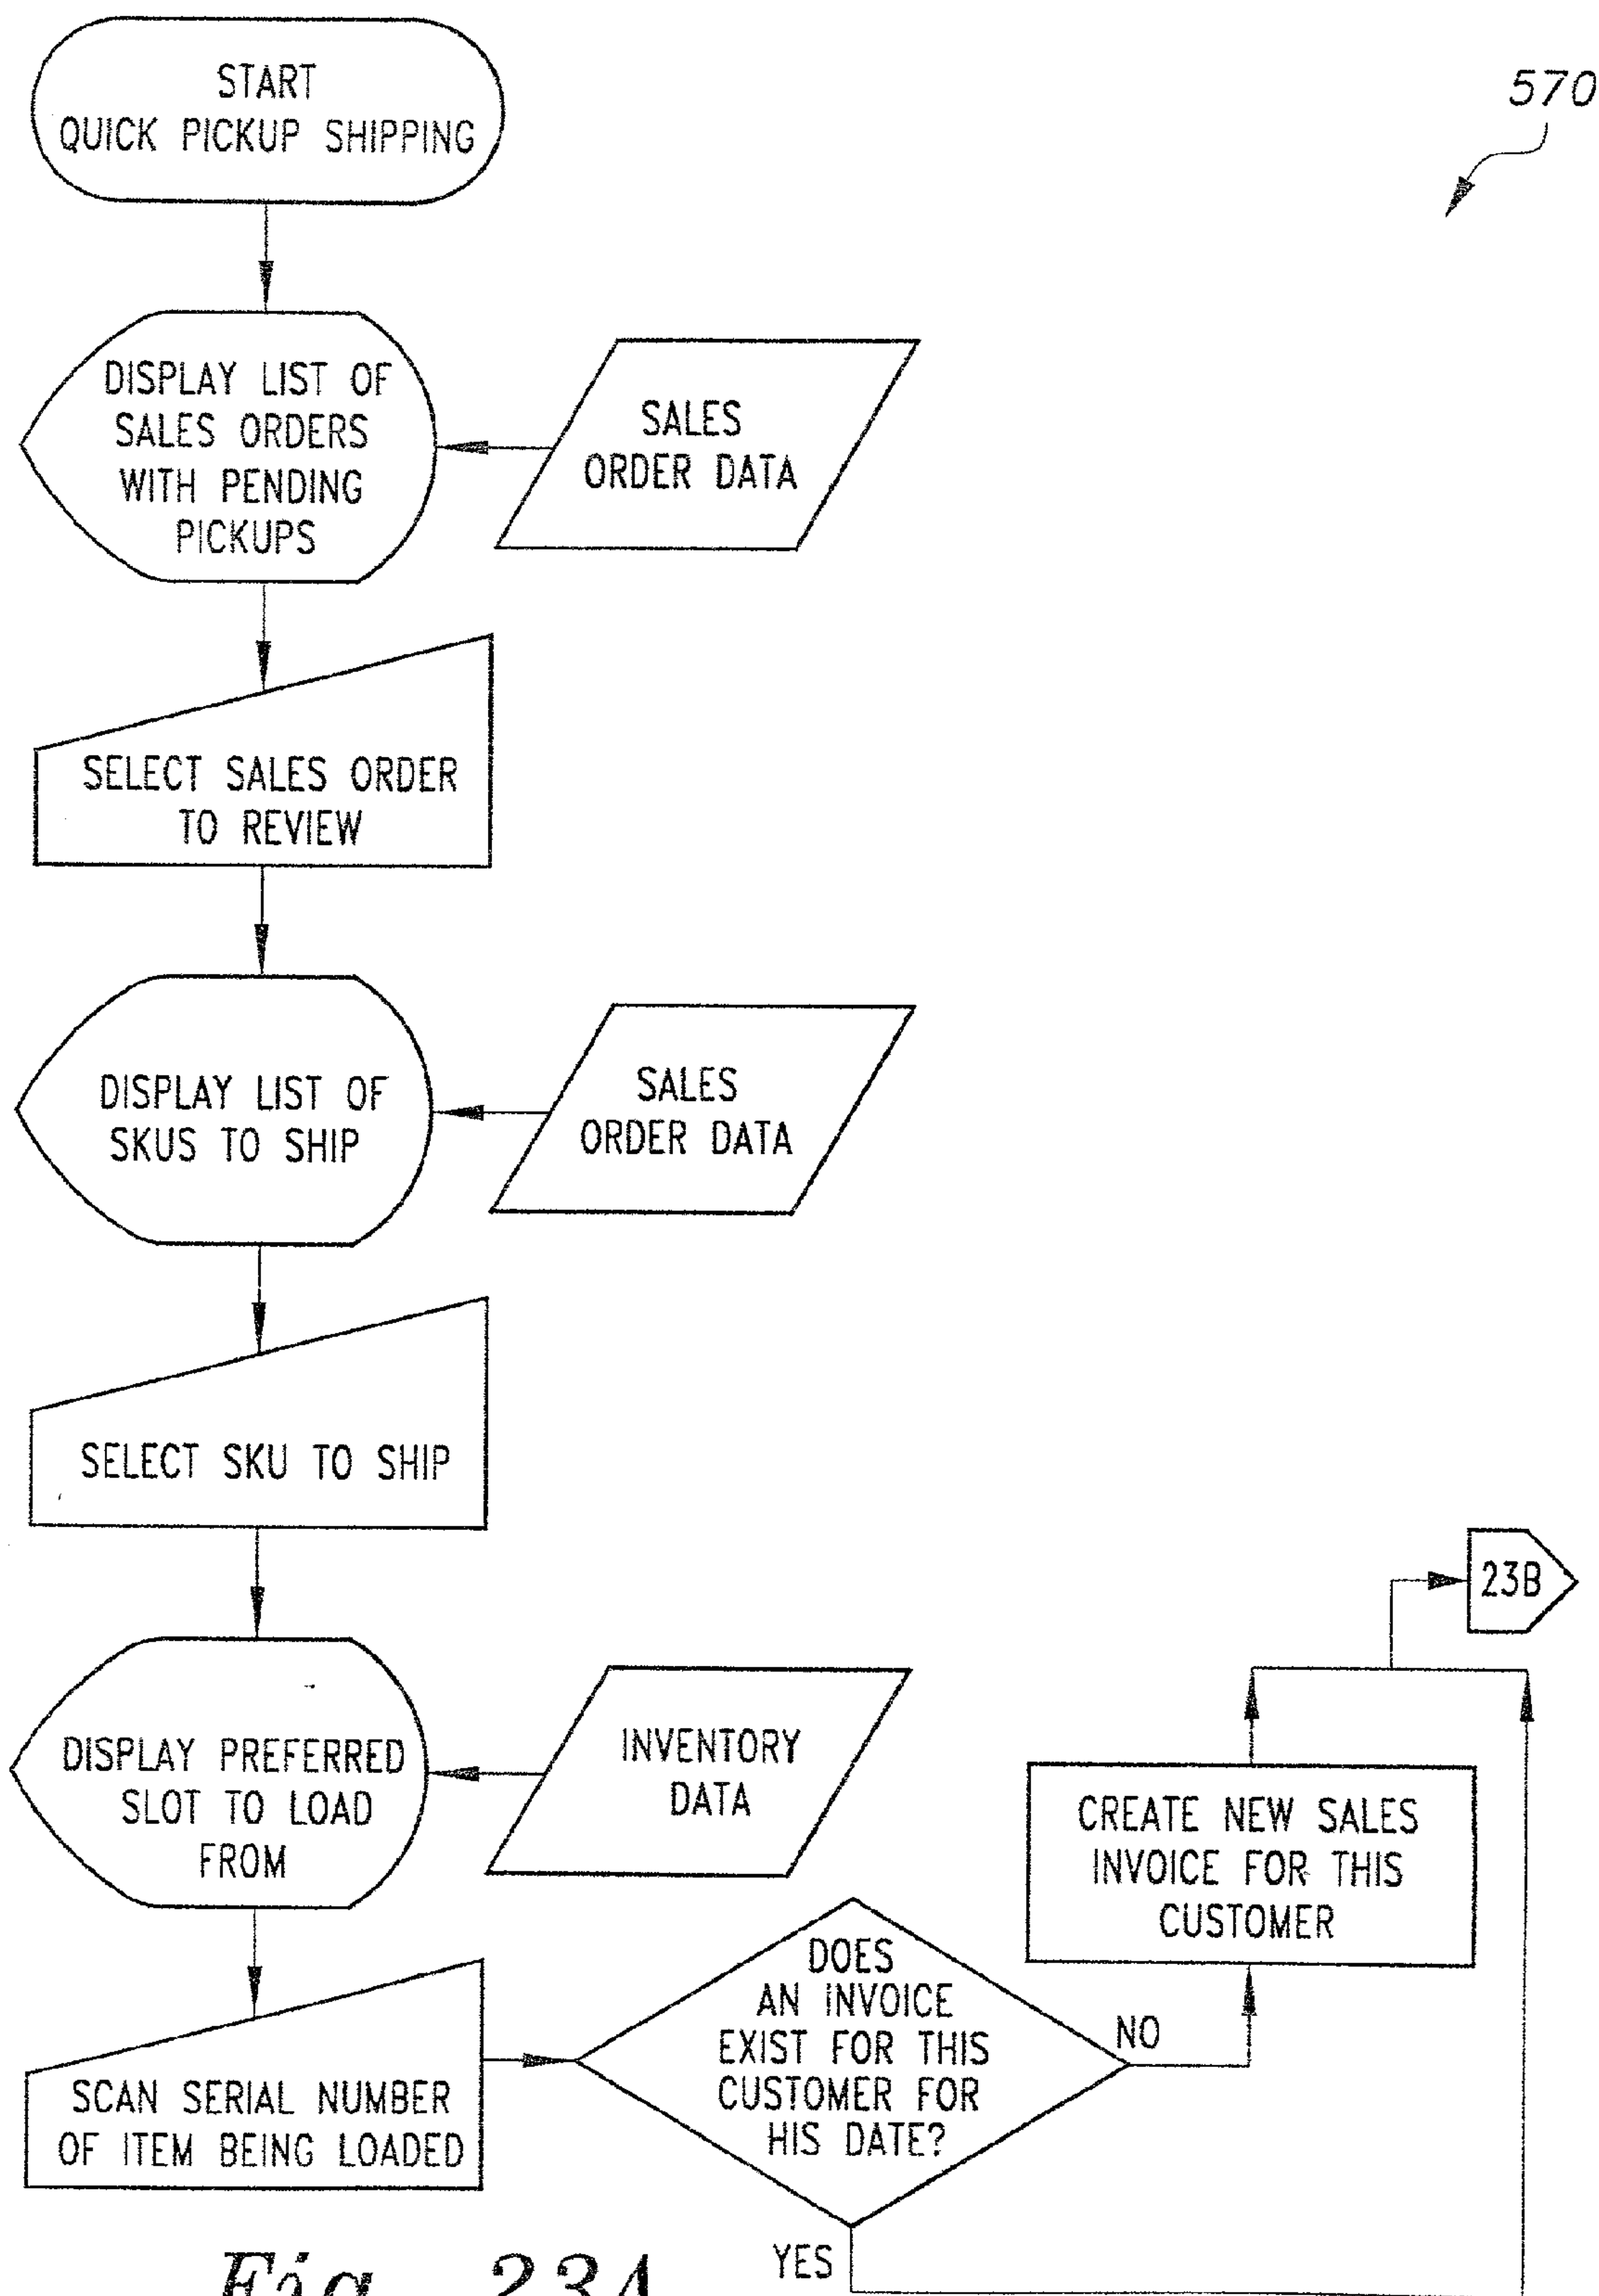 START
QUICK PICKUP SHIPPING
570
DISPLAY LIST OF
SALES ORDERS
WITH PENDING
PICKUPS
SALES
ORDER DATA
SELECT SALES ORDER
TO REVIEW
DISPLAY LIST OF
SKUS TO SHIP
SALES
ORDER DATA
SELECT SKU TO SHIP
23B
DISPLAY PREFERRED
SLOT TO LOAD
FROM
INVENTORY
DATA
CREATE NEW SALES
INVOICE FOR THIS
CUSTOMER
DOES
AN INVOICE
EXIST FOR THIS
CUSTOMER FOR
HIS DATE?
NO
SCAN SERIAL NUMBER
OF ITEM BEING LOADED
YES
Fig. 23A